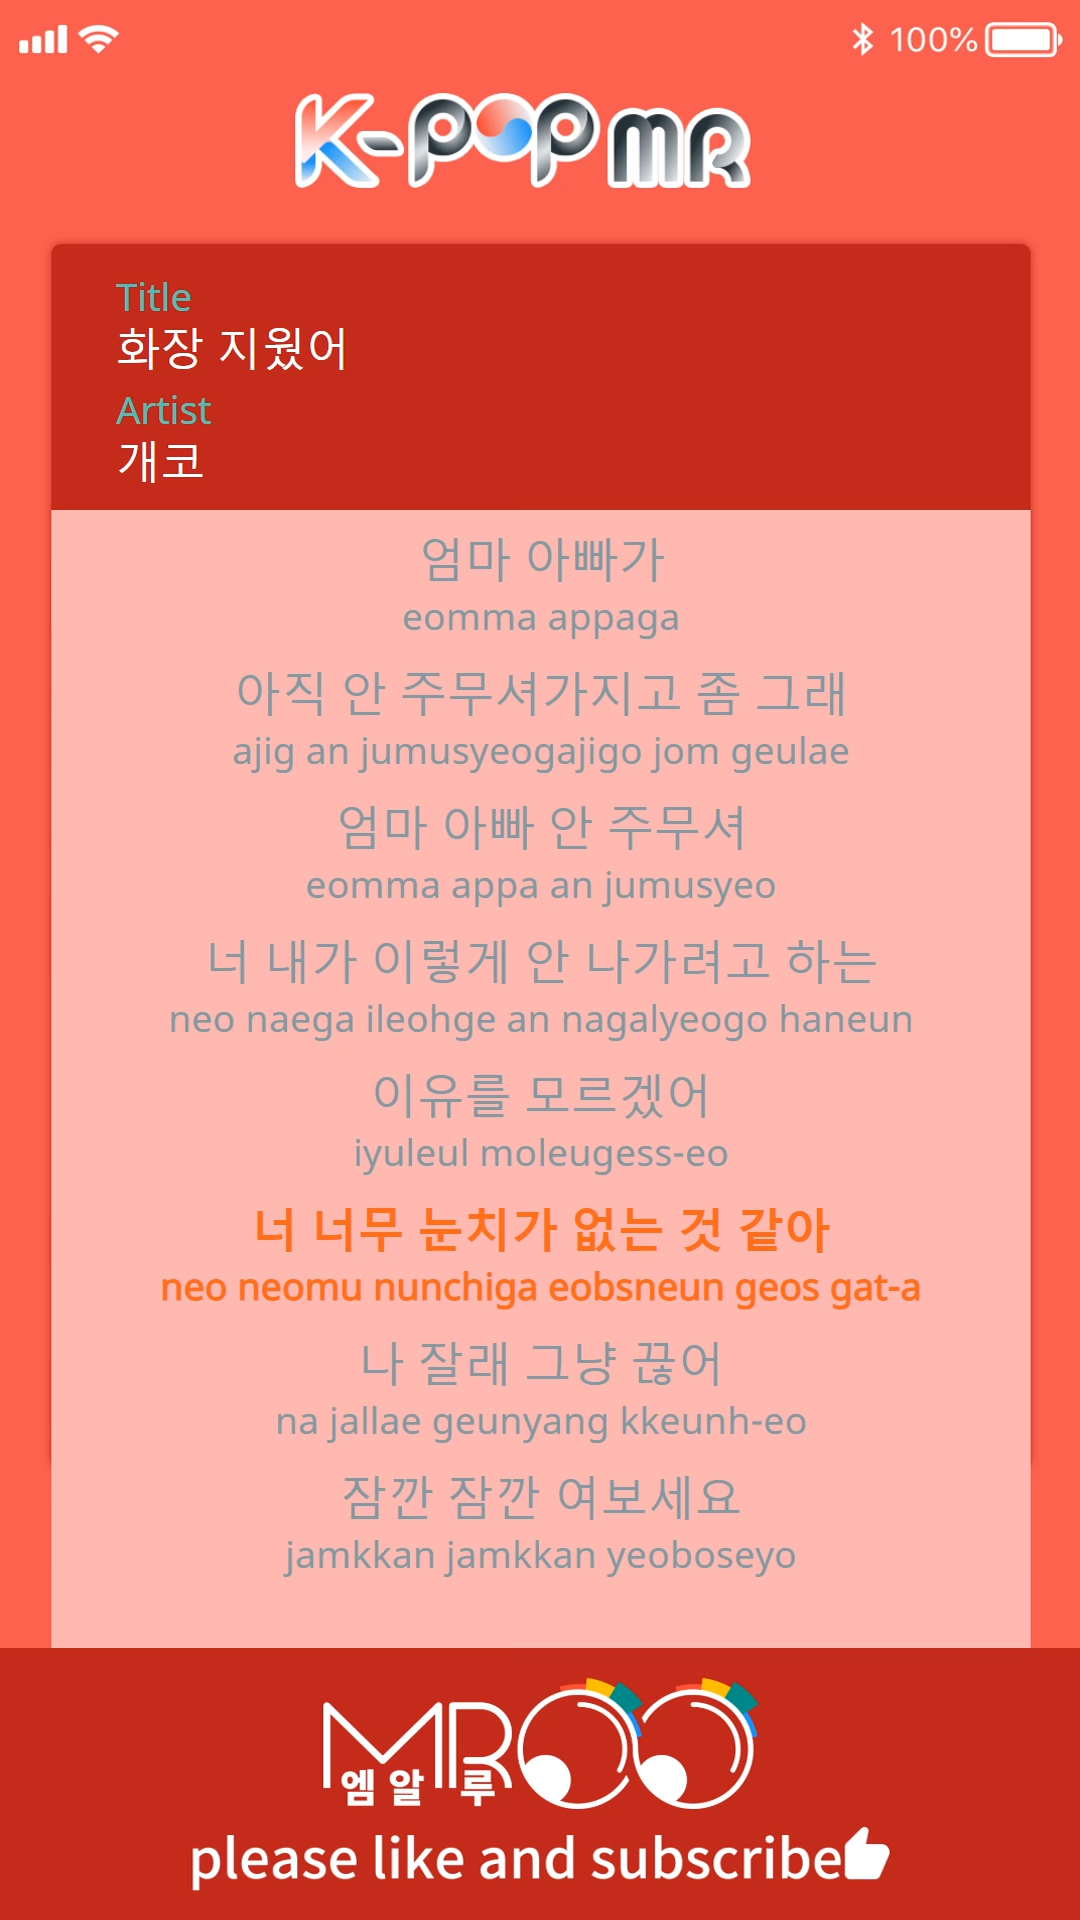 100%
K-POP MR
Title
화장 지웠어
Artist
개코
엄마 아빠가
eomma appaga
아직 안 주무셔가지고 좀 그래
ajig an jumusyeogajigo jom geulae
엄마 아빠 안 주무셔
eomma appa an jumusyeo
너 내가 이렇게 안 나가려고 하는
neo naega ileohge an nagalyeogo haneun
이유를 모르겠어
iyuleul moleugess-eo
너 너무 눈치가 없는 것 같아
neo neomu nunchiga eobsneun geos gat-a
나 잘래 그냥 끊어
na jallae geunyang kkeunh-eo
잠깐 잠깐 여보세요
jamkkan jamkkan yeoboseyo
MROO
엠알루
please like and subscribe